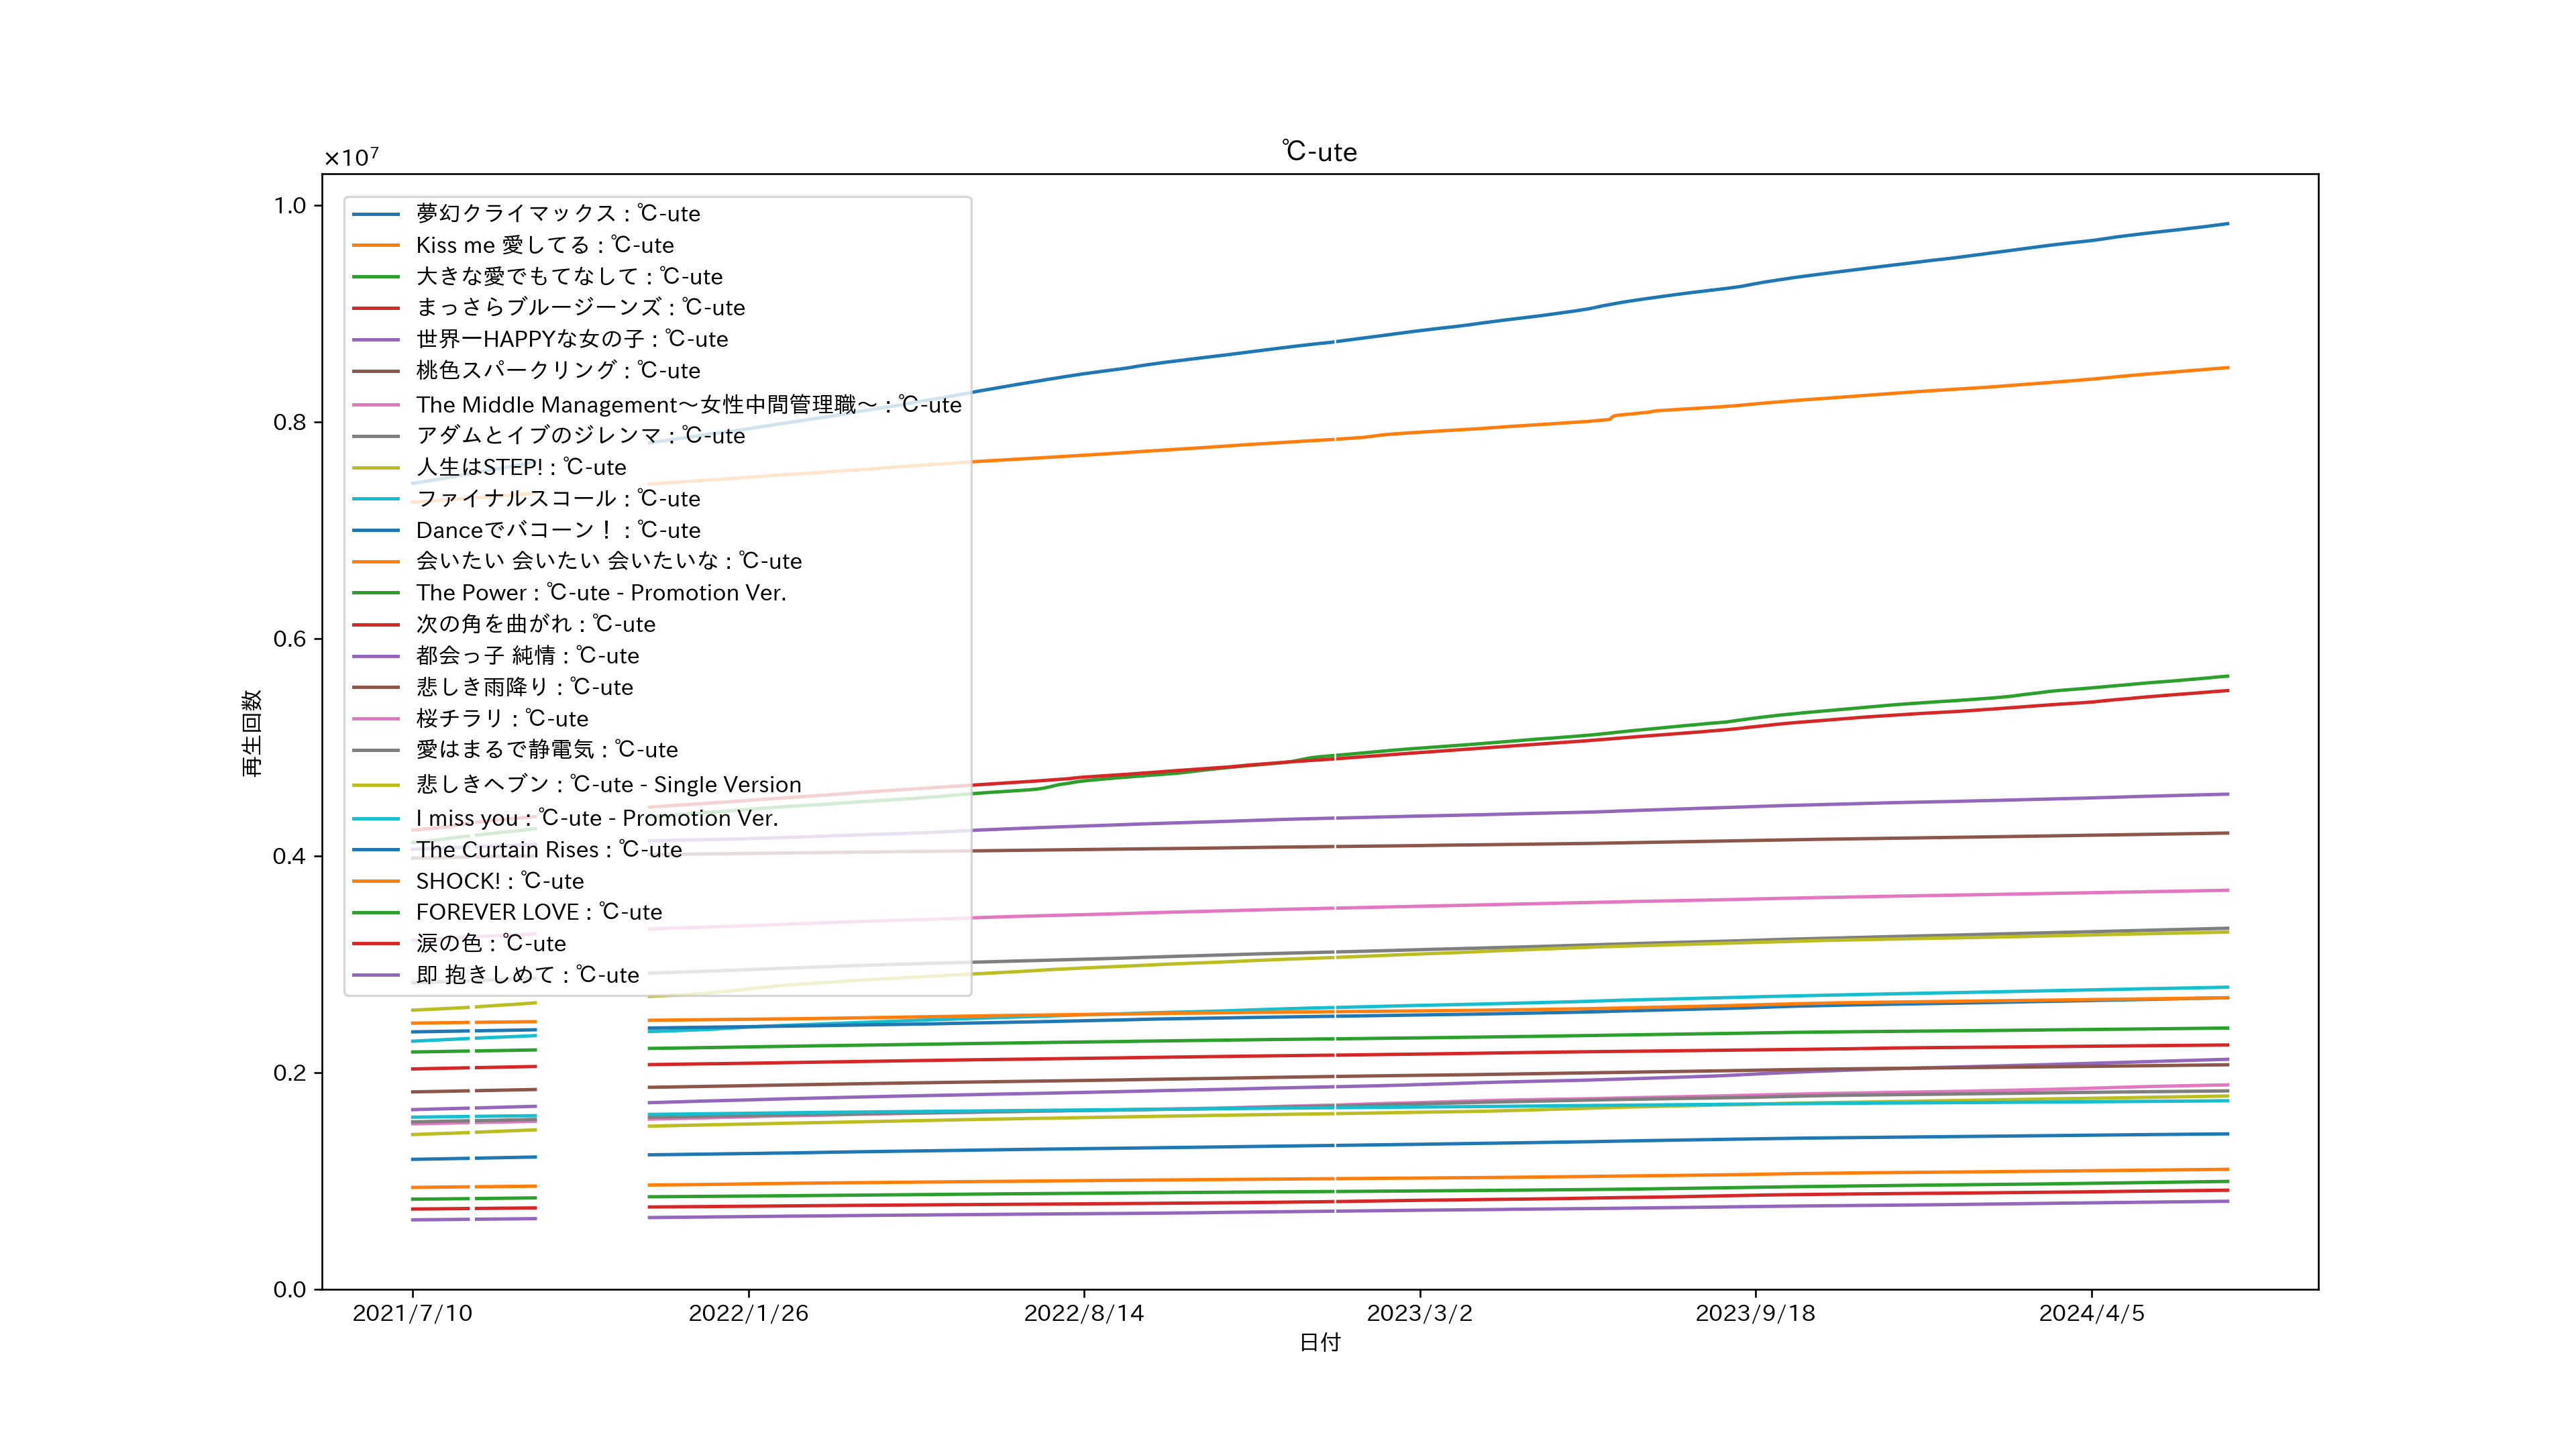 ℃-ute
×10⁷
1.0
0.8
0.6
0.4
0.2
0.0
再生回数
夢幻クライマックス : ℃-ute
Kiss me 愛してる : ℃-ute
大きな愛でもてなして : ℃-ute
まっさらブルージーンズ : ℃-ute
世界一HAPPYな女の子 : ℃-ute
桃色スパークリング : ℃-ute
The Middle Management～女性中間管理職～ : ℃-ute
アダムとイブのジレンマ : ℃-ute
人生はSTEP! : ℃-ute
ファイナルスコール : ℃-ute
Danceでバコーン！ : ℃-ute
会いたい 会いたい 会いたいな : ℃-ute
The Power : ℃-ute - Promotion Ver.
次の角を曲がれ : ℃-ute
都会っ子 純情 : ℃-ute
悲しき雨降り : ℃-ute
桜チラリ : ℃-ute
愛はまるで静電気 : ℃-ute
悲しきヘブン : ℃-ute - Single Version
I miss you : ℃-ute - Promotion Ver.
The Curtain Rises : ℃-ute
SHOCK! : ℃-ute
FOREVER LOVE : ℃-ute
涙の色 : ℃-ute
即 抱きしめて : ℃-ute
2021/7/10
2022/1/26
2022/8/14
2023/3/2
2023/9/18
2024/4/5
日付